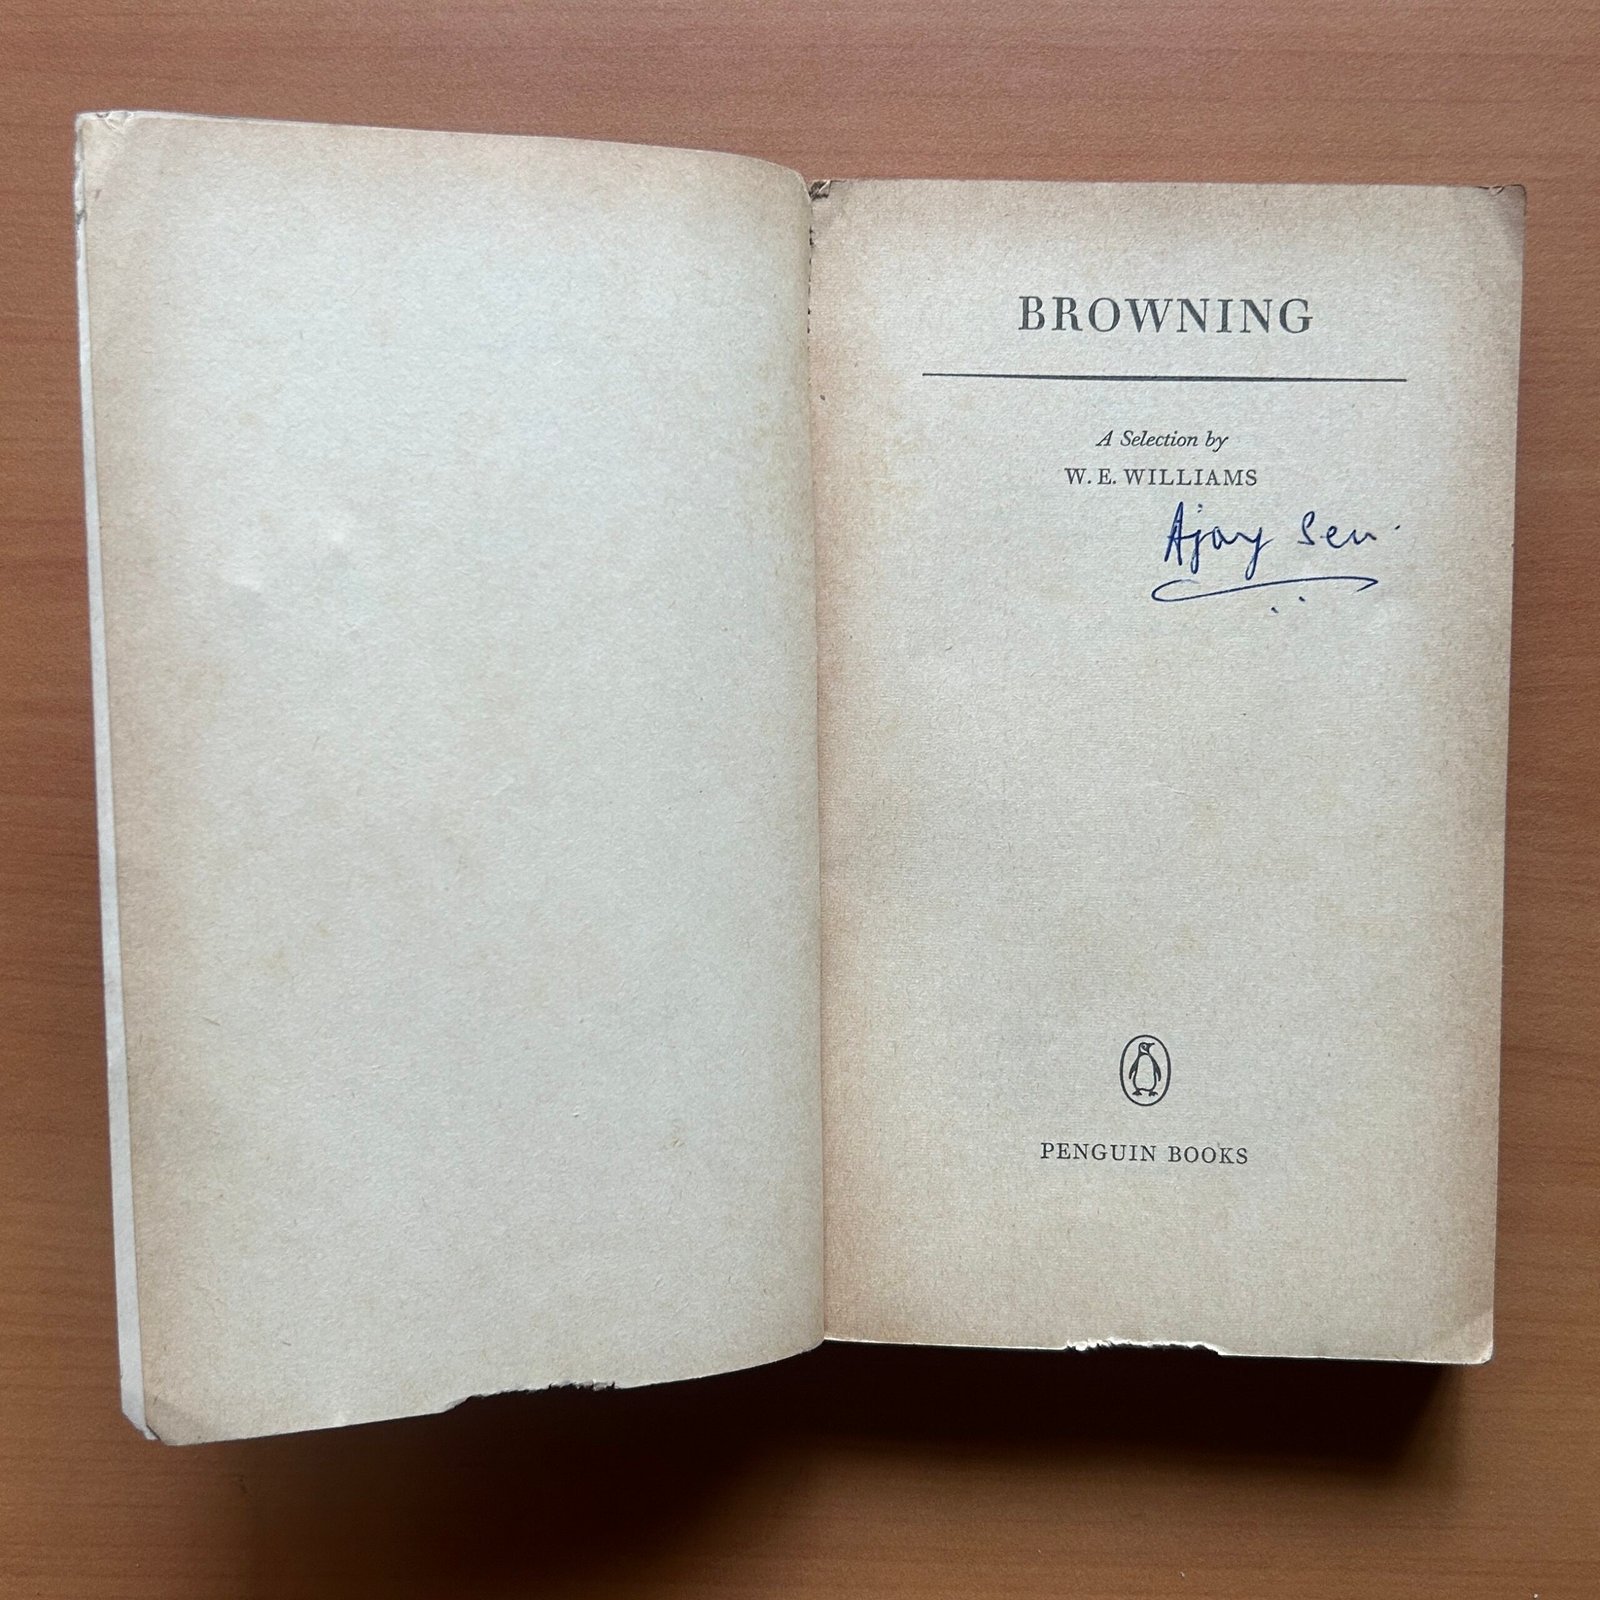 BROWNING
A Selection by
W. E. WILLIAMS
Ajay Sen
PENGUIN BOOKS